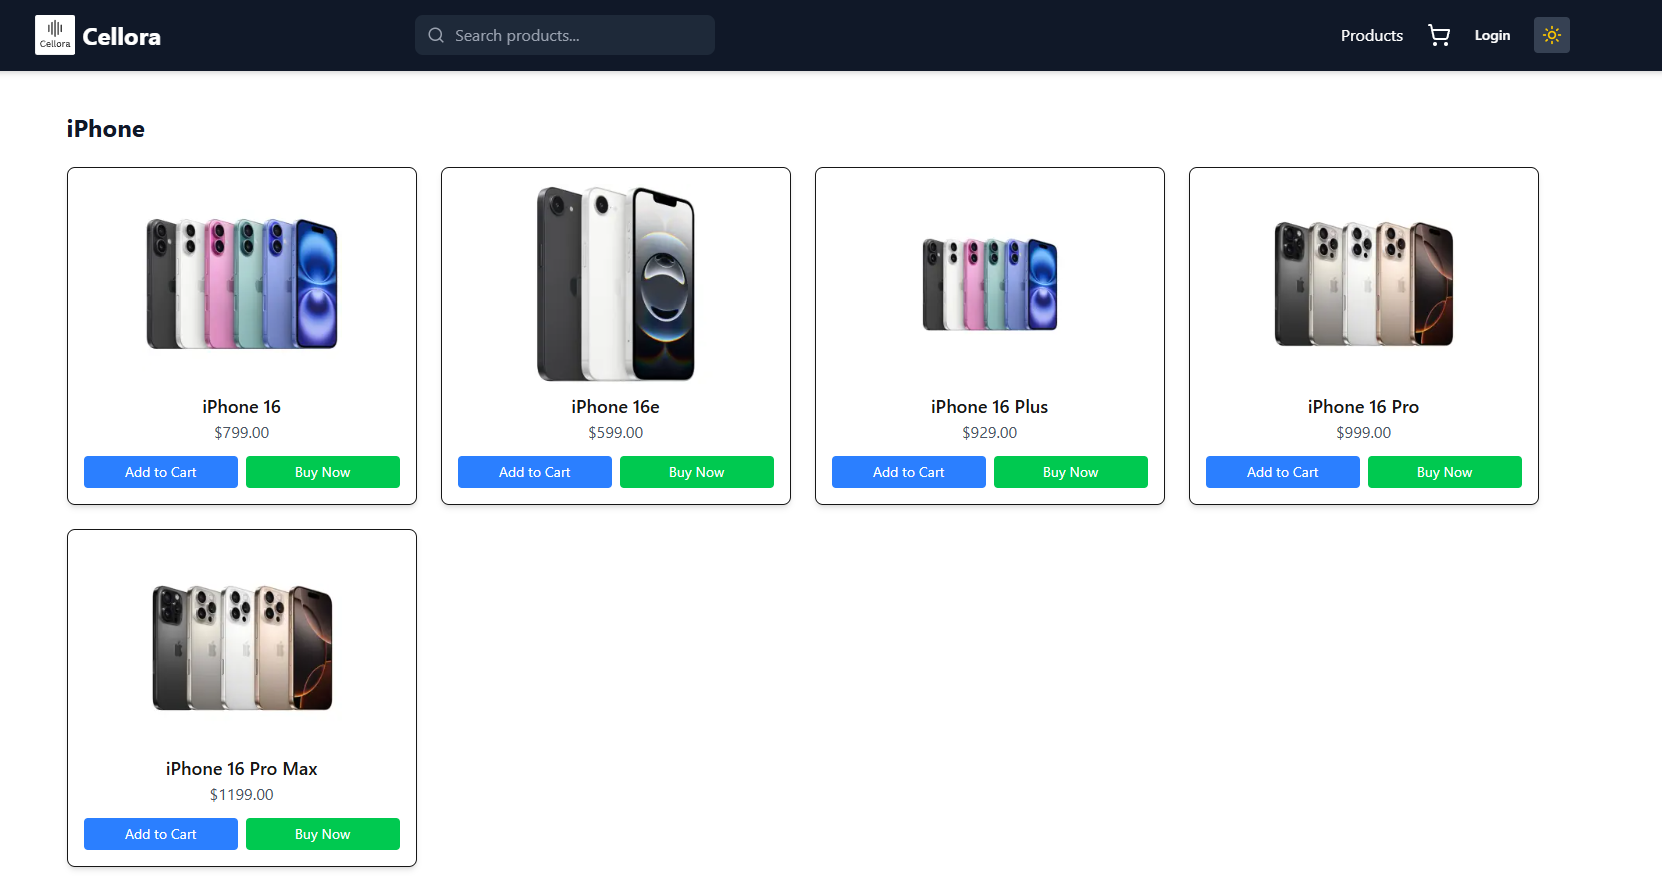 Cellora
Cellora
Search products...
Products
Login
iPhone
iPhone 16
$799.00
Add to Cart
Buy Now
iPhone 16e
$599.00
Add to Cart
Buy Now
iPhone 16 Plus
$929.00
Add to Cart
Buy Now
iPhone 16 Pro
$999.00
Add to Cart
Buy Now
iPhone 16 Pro Max
$1199.00
Add to Cart
Buy Now